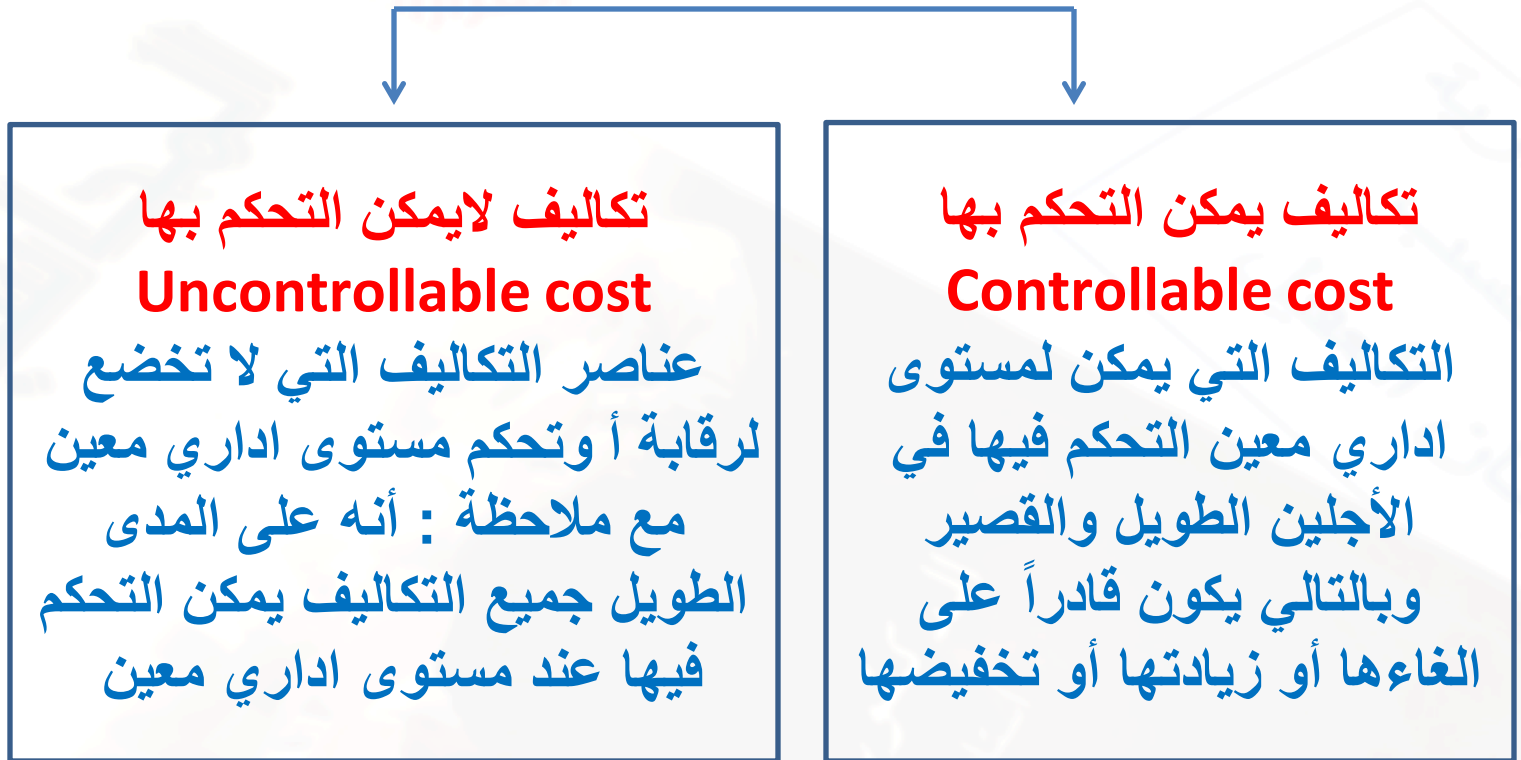 تكاليف يمكن التحكم بها
Controllable cost
التكاليف التي يمكن لمستوى
اداري معين التحكم فيها في
الأجلين الطويل والقصير
وبالتالي يكون قادراً على
الغاءها أو زيادتها أو تخفيضها
تكاليف لايمكن التحكم بها
Uncontrollable cost
عناصر التكاليف التي لا تخضع
لرقابة أ وتحكم مستوى اداري معين
مع ملاحظة : أنه على المدى
الطويل جميع التكاليف يمكن التحكم
فيها عند مستوى اداري معين